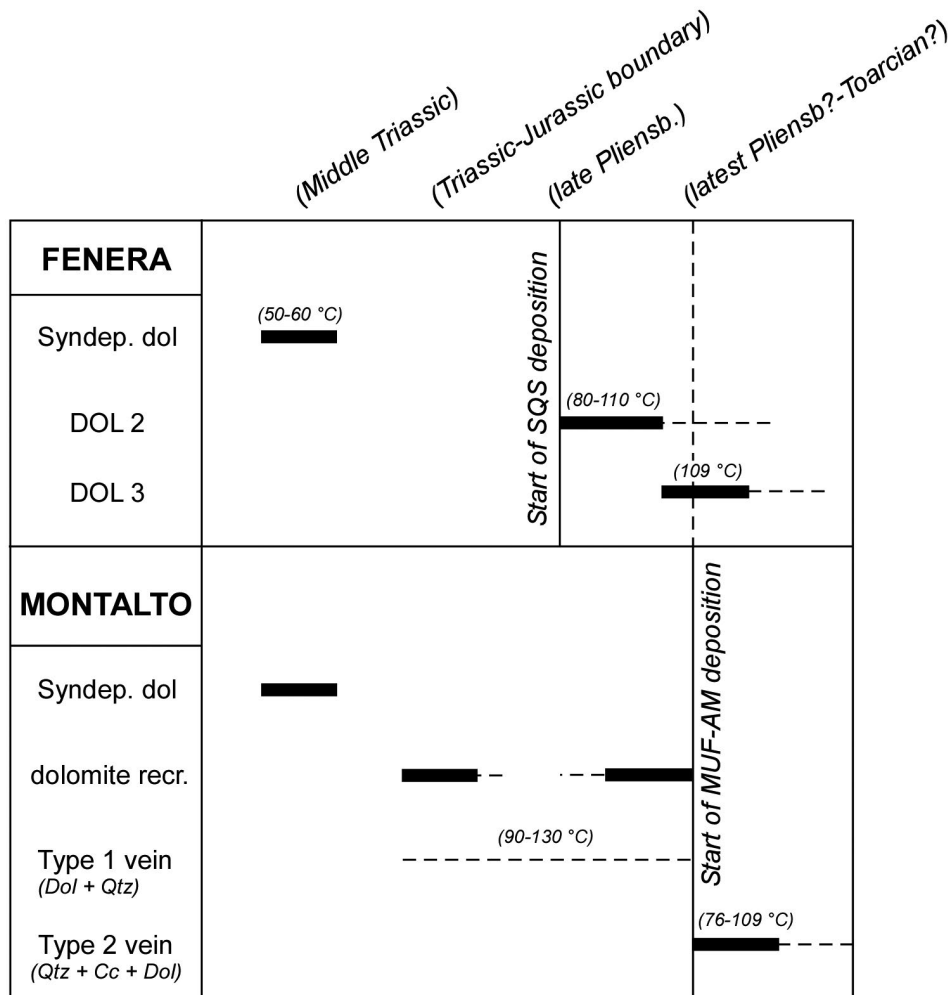 (Middle Triassic)
(Triassic-Jurassic boundary)
(late Pliensb.)
(latest Pliensb?-Toarcian?)
FENERA
Start of SQS deposition
Syndep. dol
(50-60 °C)
DOL 2
(80-110 °C)
DOL 3
(109 °C)
MONTALTO
Start of MUF-AM deposition
Syndep. dol
dolomite recr.
Type 1 vein
(Dol + Qtz)
(90-130 °C)
Type 2 vein
(Qtz + Cc + Dol)
(76-109 °C)